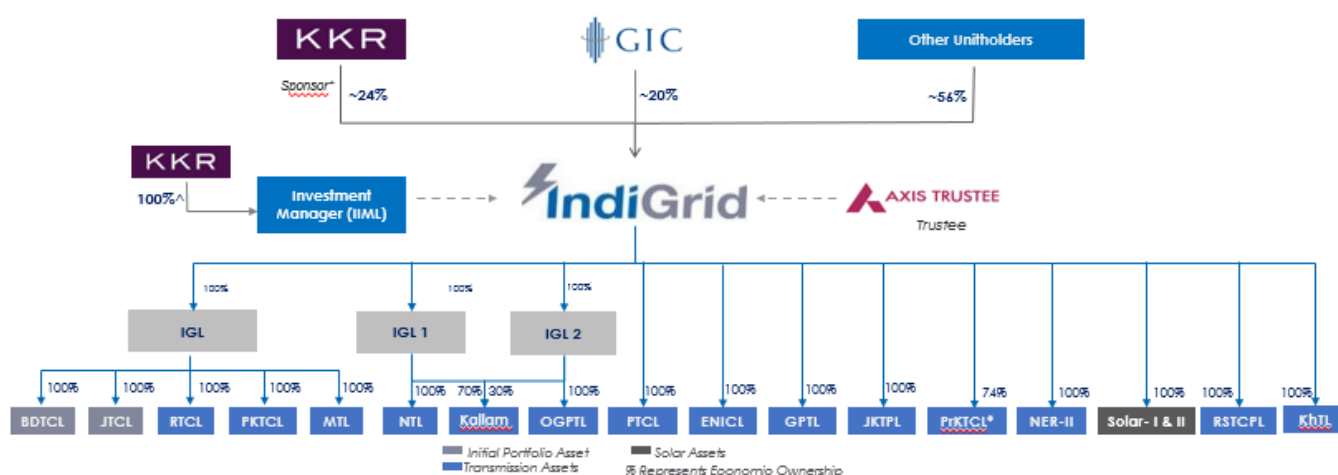 KKR
GIC
Other Unitholders
Sponsor^
~24%
~20%
~56%
KKR
100%^
Investment
Manager (IIML)
IndiGrid
AXIS TRUSTEE
Trustee
100%
100%
100%
IGL
IGL 1
IGL 2
100% 100% 100% 100% 100% 100% 70% 30% 100% 100% 100% 100% 100% 74% 100% 100% 100% 100%
BDTCL JTCL RTCL PKTCL MTL NTL Kallam OGPTL PTCL ENICL GPTL JKTPL PrKTCL* NER-II Solar- I & II RSTCPL KhTL
Initial Portfolio Asset Solar Assets
Transmission Assets % Represents Economic Ownership